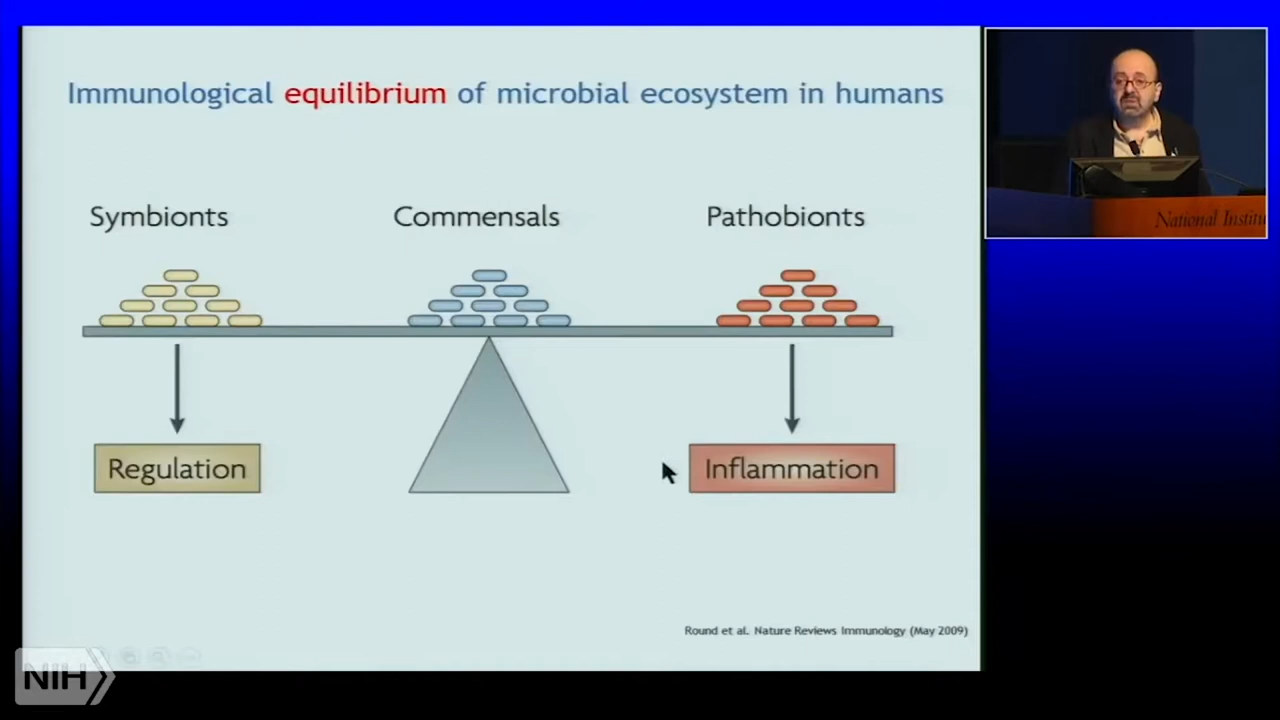 Immunological equilibrium of microbial ecosystem in humans
Symbionts
Commensals
Pathobionts
Regulation
Inflammation
Round et al. Nature Reviews Immunology (May 2009)
National Institu
NIH